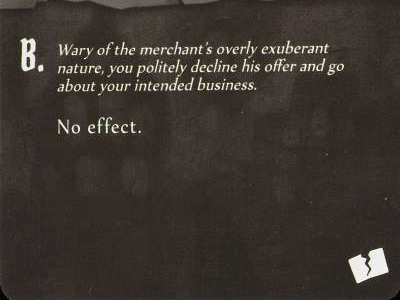 B. Wary of the merchant's overly exuberant
nature, you politely decline his offer and go
about your intended business.
No effect.